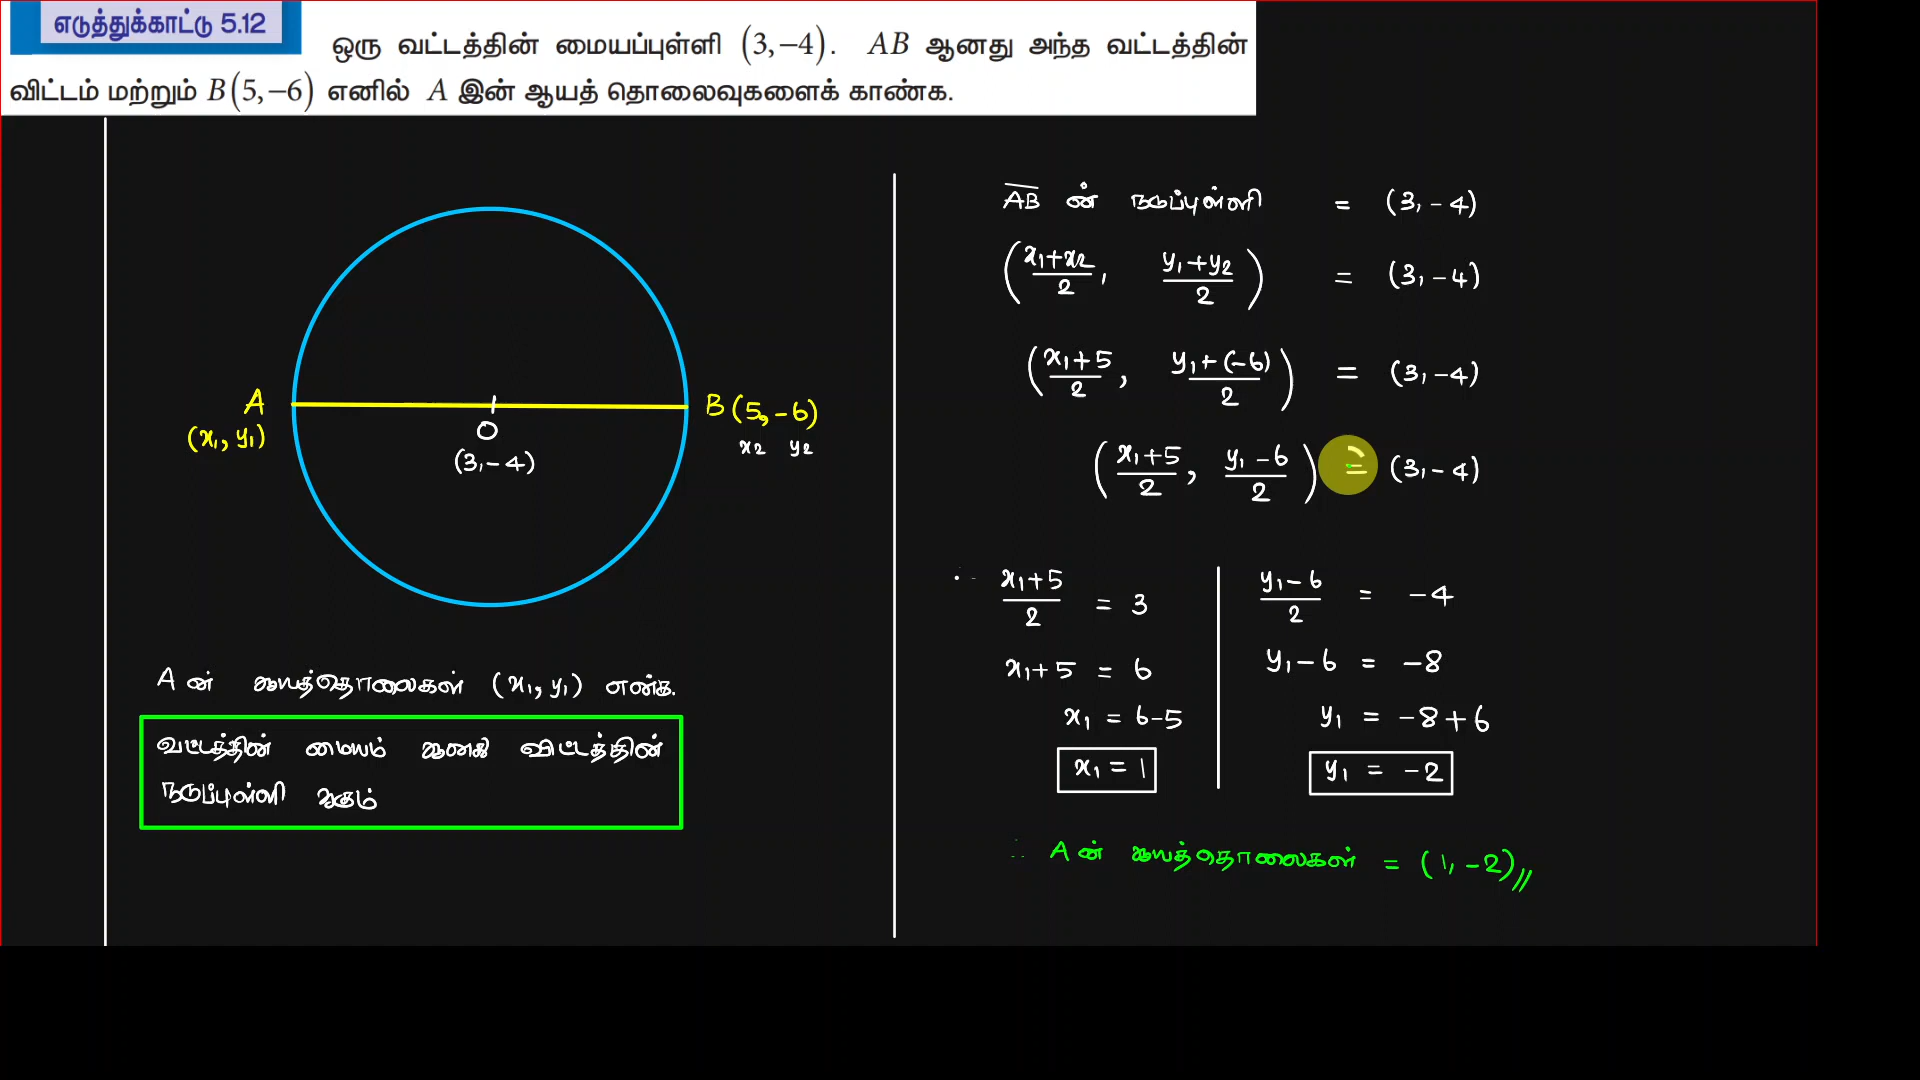 எடுத்துக்காட்டு 5.12
ஒரு வட்டத்தின் மையப்புள்ளி (3,−4). AB ஆனது அந்த வட்டத்தின்
விட்டம் மற்றும் B(5,−6) எனில் A இன் ஆயத் தொலைவுகளைக் காண்க.
A
(x₁, y₁)
O
(3,−4)
B(5,−6)
x₂ y₂
A ன் ஆயத்தொலைகள் (x₁, y₁) என்க.
வட்டத்தின் மையம் ஆனது விட்டத்தின்
நடுப்புள்ளி ஆகும்
A̅B̅ ன் நடுப்புள்ளி = (3,−4)
((x₁+x₂)/2, (y₁+y₂)/2) = (3,−4)
((x₁+5)/2, (y₁+(−6))/2) = (3,−4)
((x₁+5)/2, (y₁−6)/2) = (3,−4)
∴ (x₁+5)/2 = 3
x₁+5 = 6
x₁ = 6−5
x₁ = 1
(y₁−6)/2 = −4
y₁−6 = −8
y₁ = −8+6
y₁ = −2
∴ A ன் ஆயத்தொலைகள் = (1,−2)//